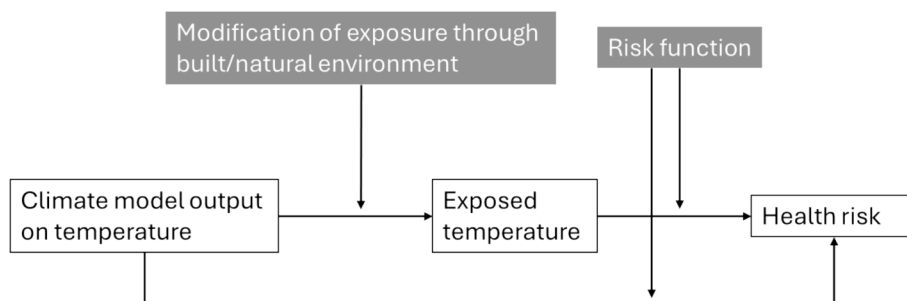 Modification of exposure through
built/natural environment
Risk function
Climate model output
on temperature
Exposed
temperature
Health risk